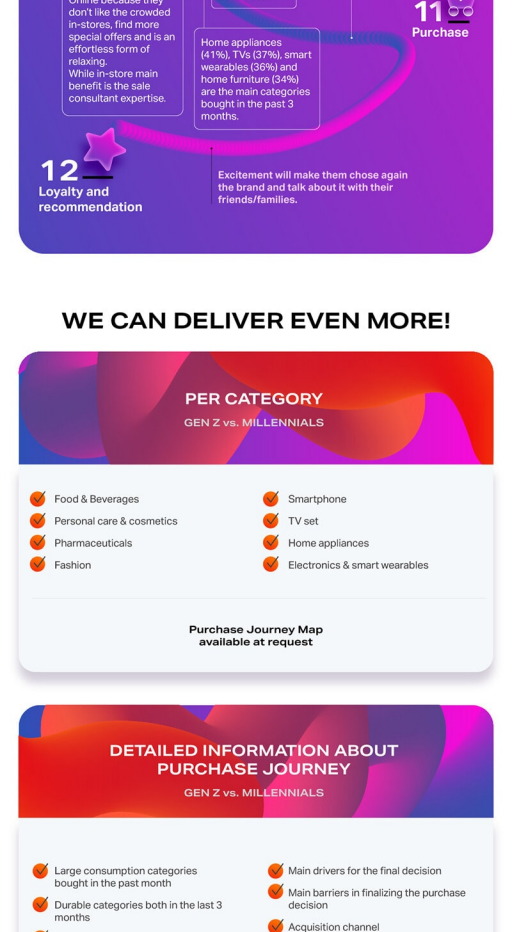 Online because they
don't like the crowded
in-stores, find more
special offers and is an
effortless form of
relaxing.
While in-store main
benefit is the sale
consultant expertise.
Home appliances
(41%), TVs (37%), smart
wearables (36%) and
home furniture (34%)
are the main categories
bought in the past 3
months.
11
Purchase
12
Loyalty and
recommendation
Excitement will make them chose again
the brand and talk about it with their
friends/families.
WE CAN DELIVER EVEN MORE!
PER CATEGORY
GEN Z vs. MILLENNIALS
Food & Beverages
Personal care & cosmetics
Pharmaceuticals
Fashion
Smartphone
TV set
Home appliances
Electronics & smart wearables
Purchase Journey Map
available at request
DETAILED INFORMATION ABOUT
PURCHASE JOURNEY
GEN Z vs. MILLENNIALS
Large consumption categories
bought in the past month
Durable categories both in the last 3
months
Main drivers for the final decision
Main barriers in finalizing the purchase
decision
Acquisition channel